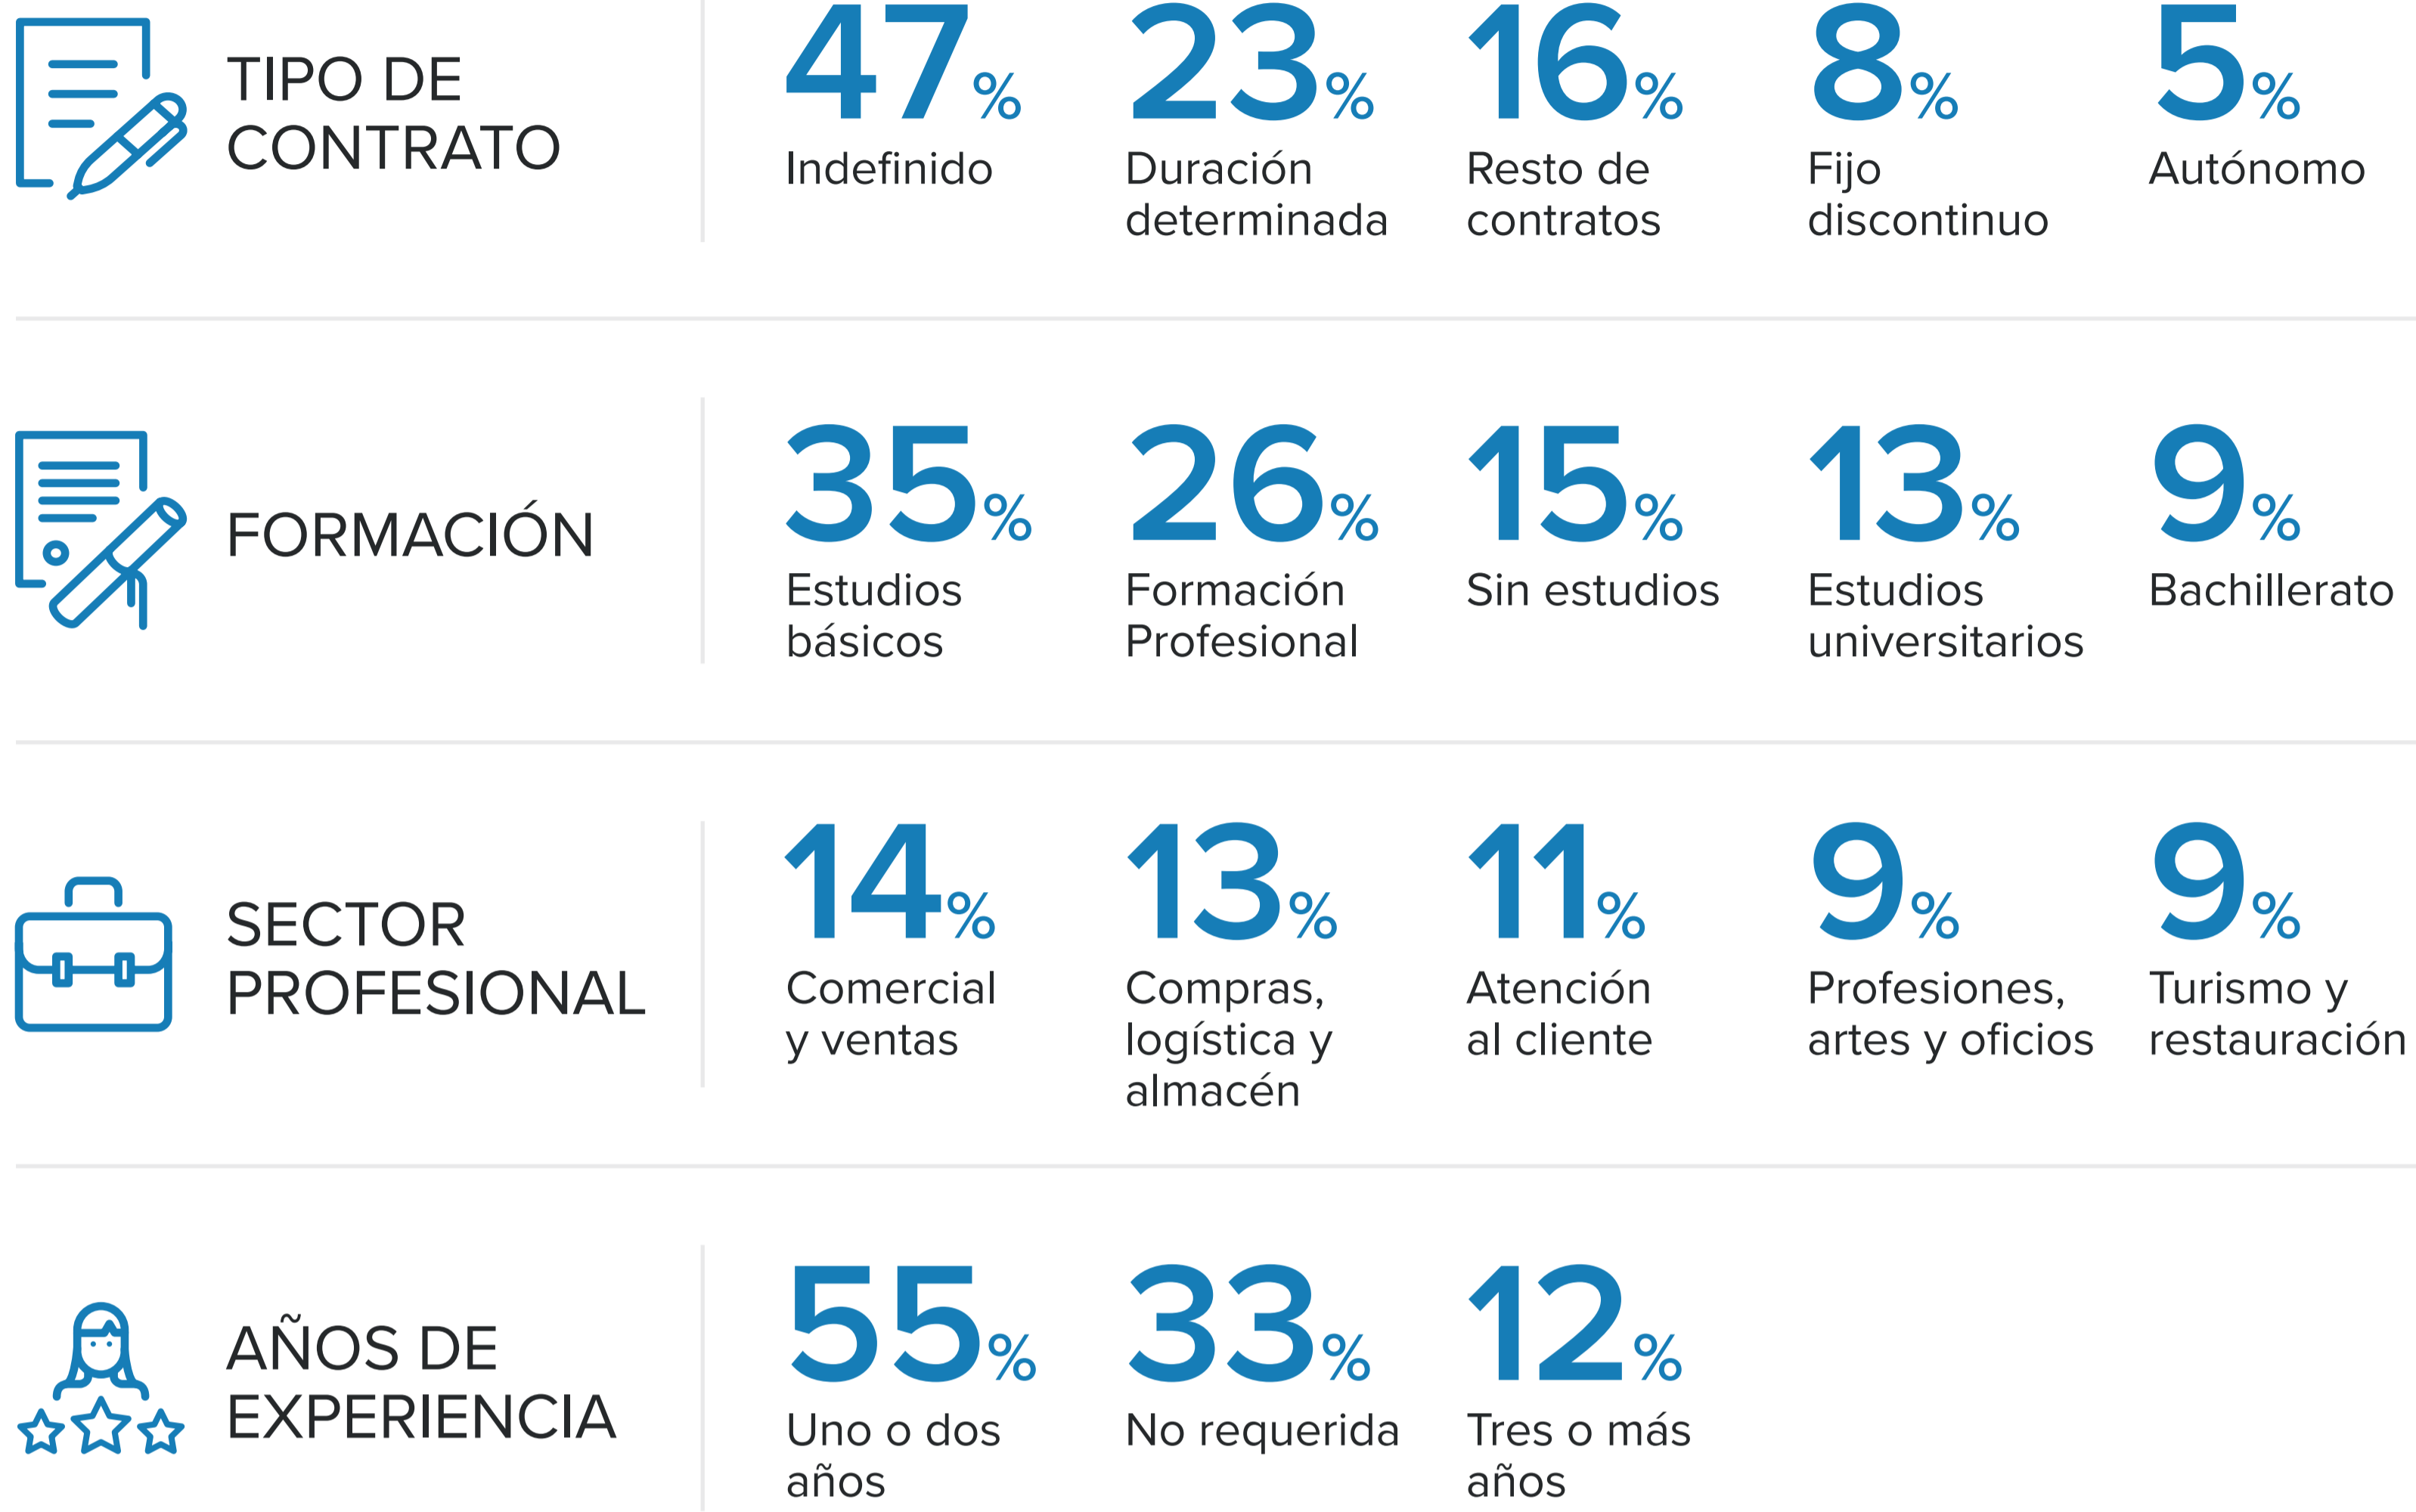 TIPO DE
CONTRATO
47%
Indefinido
23%
Duración
determinada
16%
Resto de
contratos
8%
Fijo
discontinuo
5%
Autónomo
FORMACIÓN
35%
Estudios
básicos
26%
Formación
Profesional
15%
Sin estudios
13%
Estudios
universitarios
9%
Bachillerato
SECTOR
PROFESIONAL
14%
Comercial
y ventas
13%
Compras,
logística y
almacén
11%
Atención
al cliente
9%
Profesiones,
artes y oficios
9%
Turismo y
restauración
AÑOS DE
EXPERIENCIA
55%
Uno o dos
años
33%
No requerida
12%
Tres o más
años